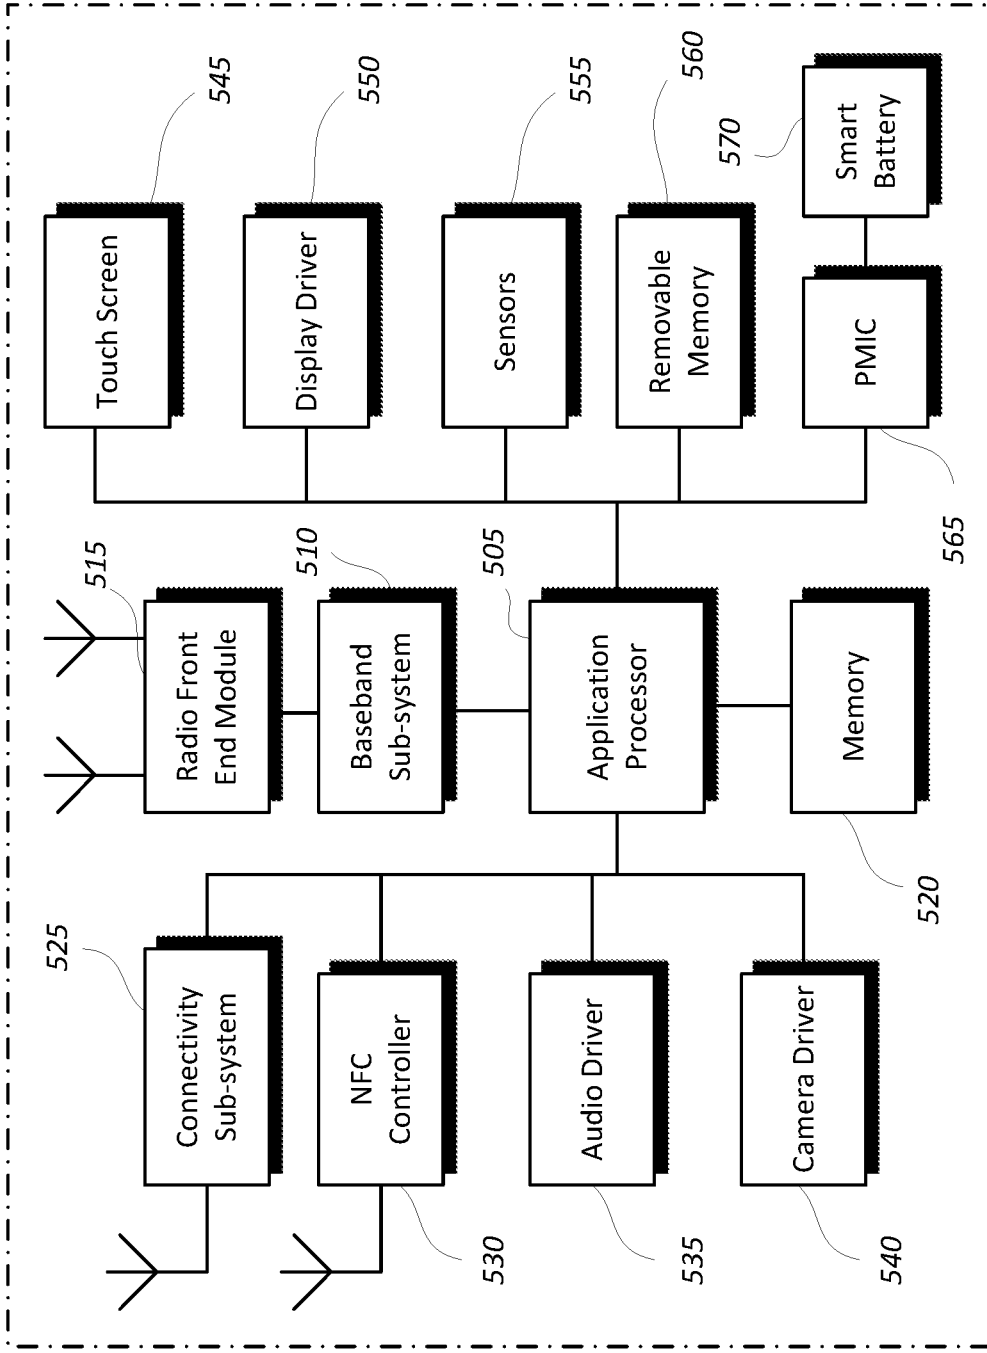 545
Touch Screen
550
Display Driver
555
Sensors
560
Removable
Memory
570
Smart
Battery
PMIC
565
515
Radio Front
End Module
510
Baseband
Sub-system
505
Application
Processor
Memory
520
525
Connectivity
Sub-system
NFC
Controller
530
Audio Driver
535
Camera Driver
540